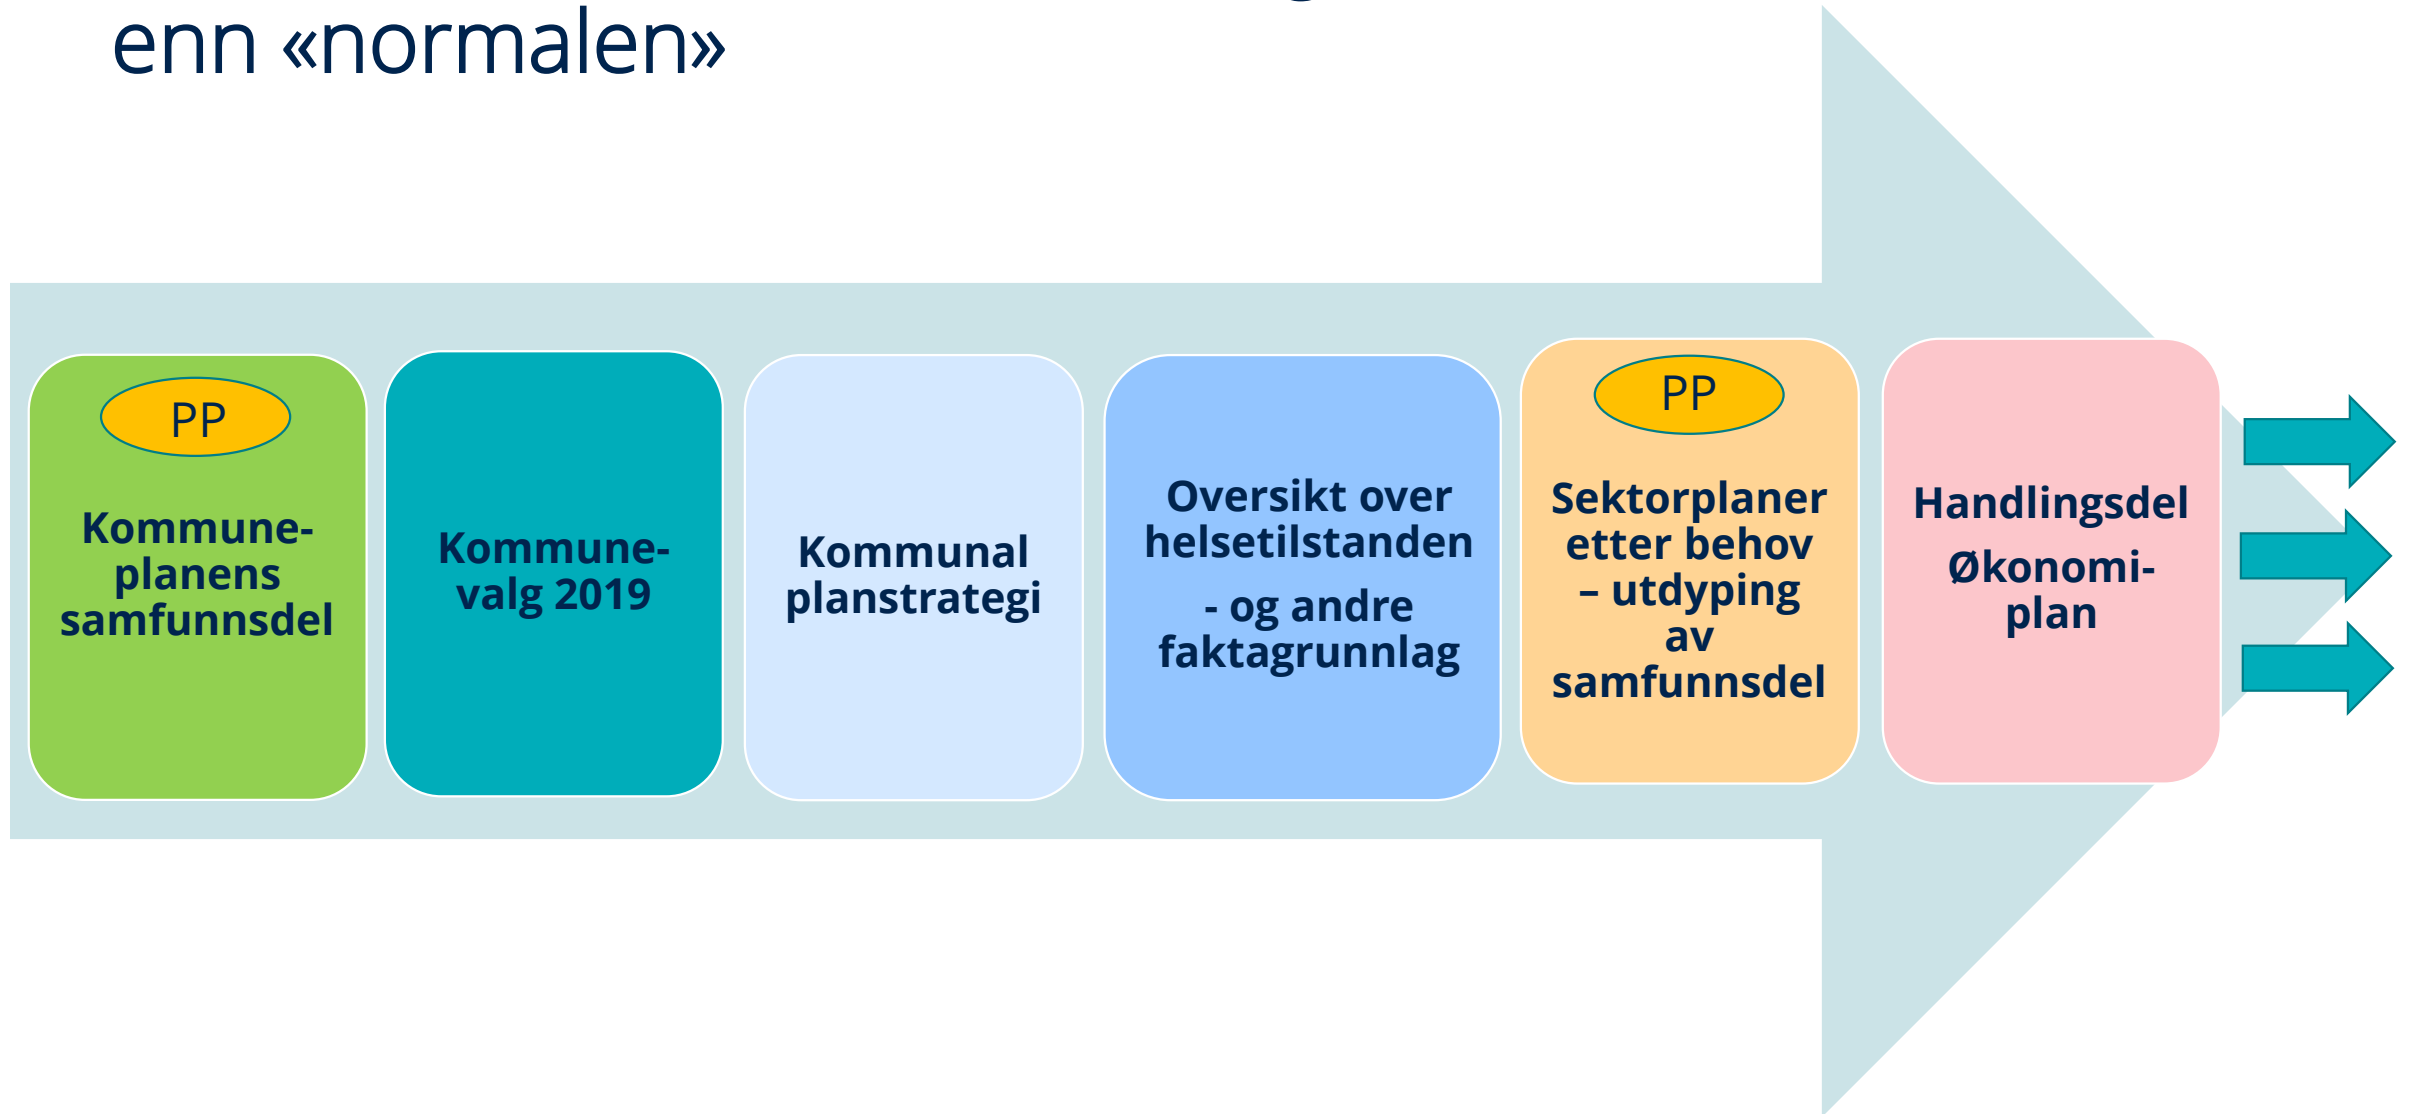 enn «normalen»
PP
Kommune-
planens
samfunnsdel
Kommune-
valg 2019
Kommunal
planstrategi
Oversikt over
helsetilstanden
- og andre
faktagrunnlag
PP
Sektorplaner
etter behov
– utdyping
av
samfunnsdel
Handlingsdel
Økonomi-
plan